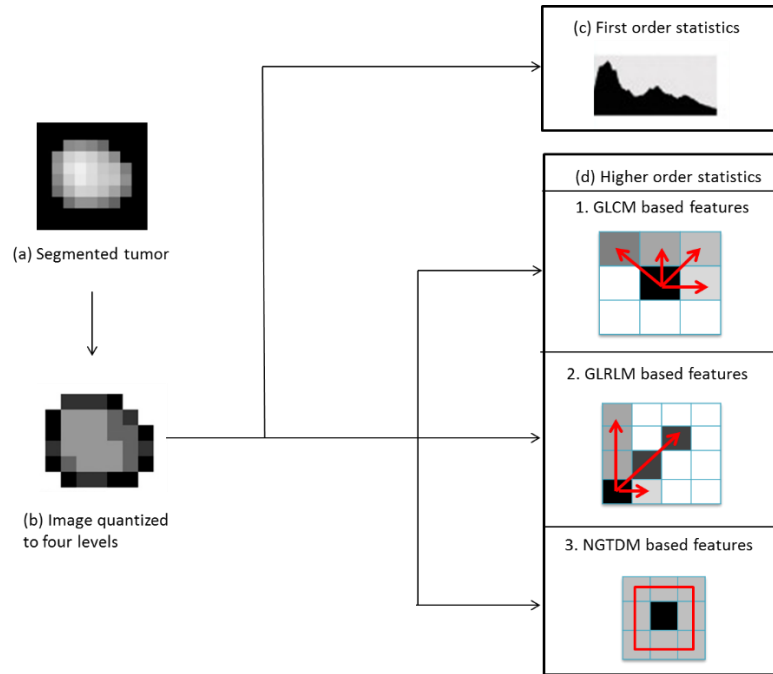 (c) First order statistics
(a) Segmented tumor
(d) Higher order statistics
1. GLCM based features
2. GLRLM based features
(b) Image quantized
to four levels
3. NGTDM based features